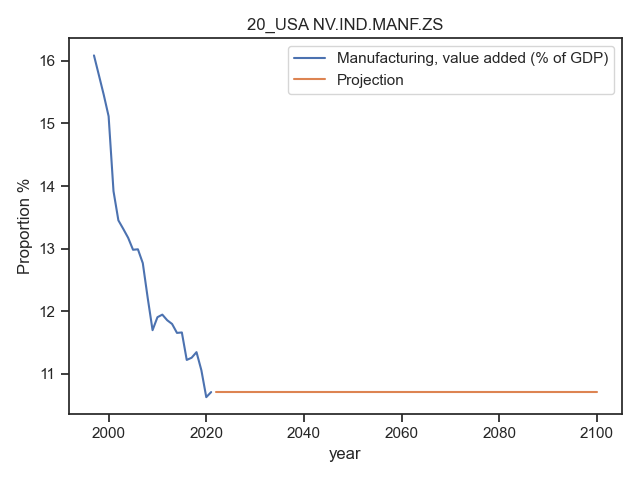 20_USA NV.IND.MANF.ZS
Manufacturing, value added (% of GDP)
Projection
Proportion %
16
15
14
13
12
11
2000
2020
2040
2060
2080
2100
year